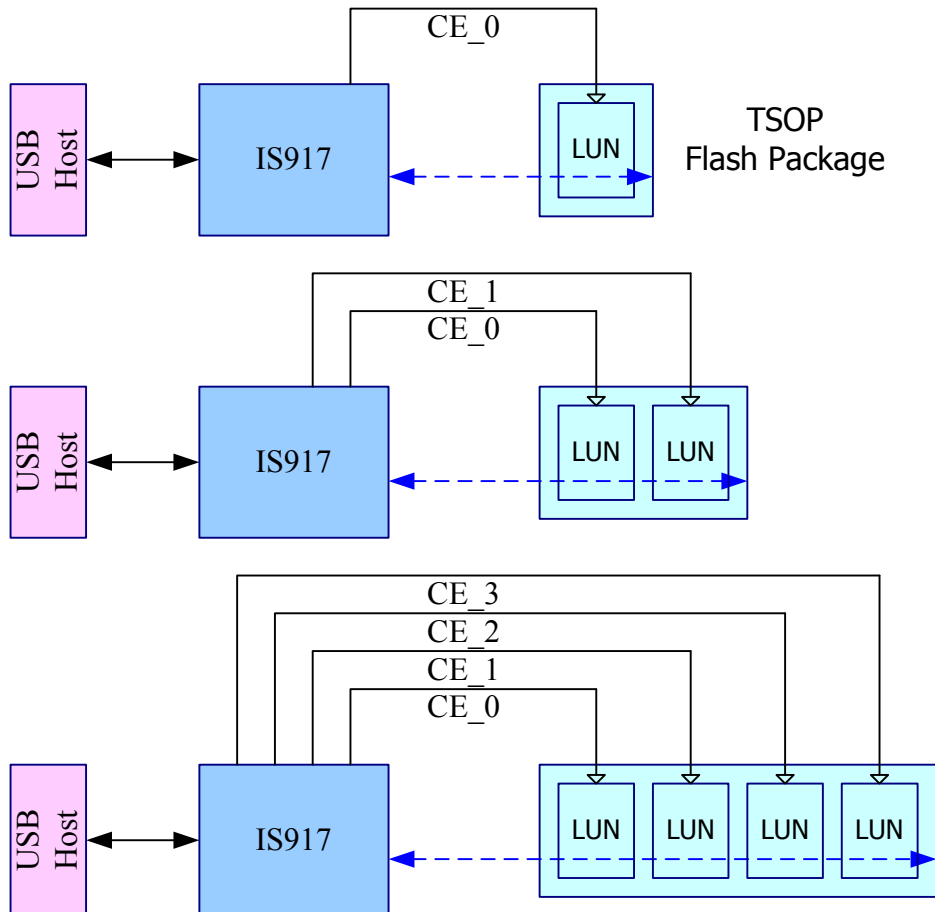 CE_0
USB
Host
IS917
LUN
TSOP
Flash Package
CE_1
CE_0
USB
Host
IS917
LUN
LUN
CE_3
CE_2
CE_1
CE_0
USB
Host
IS917
LUN
LUN
LUN
LUN